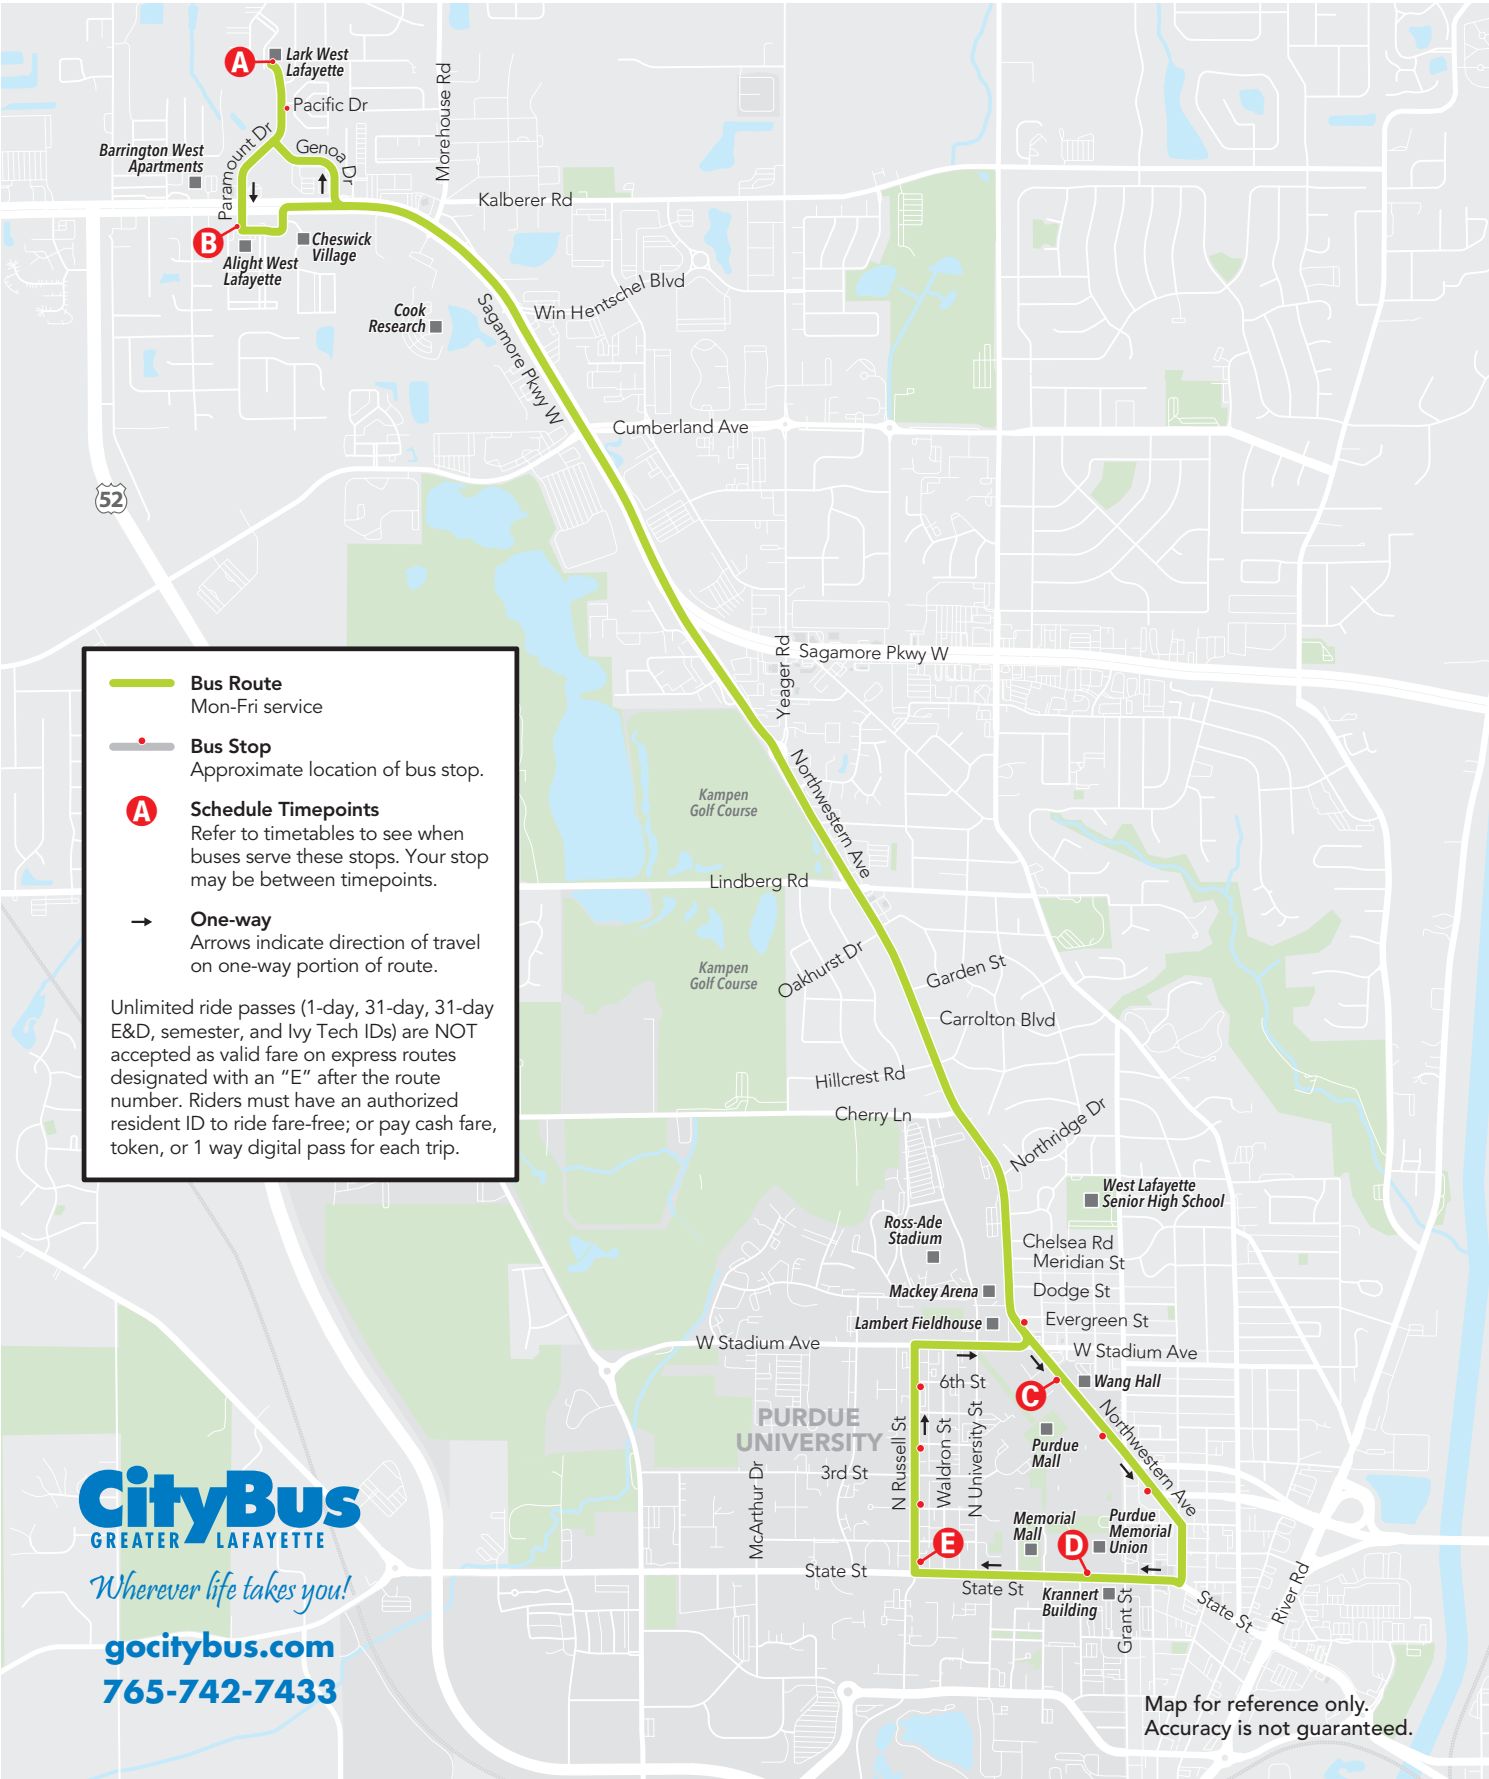 A
Lark West
Lafayette
Pacific Dr
Morehouse Rd
Paramount Dr
Genoa Dr
Barrington West
Apartments
Kalberer Rd
B
Cheswick
Village
Alight West
Lafayette
Cook
Research
Sagamore Pkwy W
Win Hentschel Blvd
Cumberland Ave
52
Yeager Rd
Sagamore Pkwy W
Bus Route
Mon-Fri service
Bus Stop
Approximate location of bus stop.
A
Schedule Timepoints
Refer to timetables to see when
buses serve these stops. Your stop
may be between timepoints.
One-way
Arrows indicate direction of travel
on one-way portion of route.
Unlimited ride passes (1-day, 31-day, 31-day
E&D, semester, and Ivy Tech IDs) are NOT
accepted as valid fare on express routes
designated with an “E” after the route
number. Riders must have an authorized
resident ID to ride fare-free; or pay cash fare,
token, or 1 way digital pass for each trip.
Northwestern Ave
Kampen
Golf Course
Lindberg Rd
Oakhurst Dr
Garden St
Kampen
Golf Course
Carrolton Blvd
Hillcrest Rd
Cherry Ln
Northridge Dr
West Lafayette
Senior High School
Ross-Ade
Stadium
Chelsea Rd
Meridian St
Mackey Arena
Dodge St
Lambert Fieldhouse
Evergreen St
W Stadium Ave
W Stadium Ave
6th St
C
Wang Hall
PURDUE
UNIVERSITY
N Russell St
Waldron St
N University St
Purdue
Mall
Northwestern Ave
3rd St
McArthur Dr
Memorial
Mall
Purdue
Memorial
Union
E
D
State St
State St
Krannert
Building
Grant St
State St
River Rd
CityBus
GREATER LAFAYETTE
Wherever life takes you!
gocitybus.com
765-742-7433
Map for reference only.
Accuracy is not guaranteed.